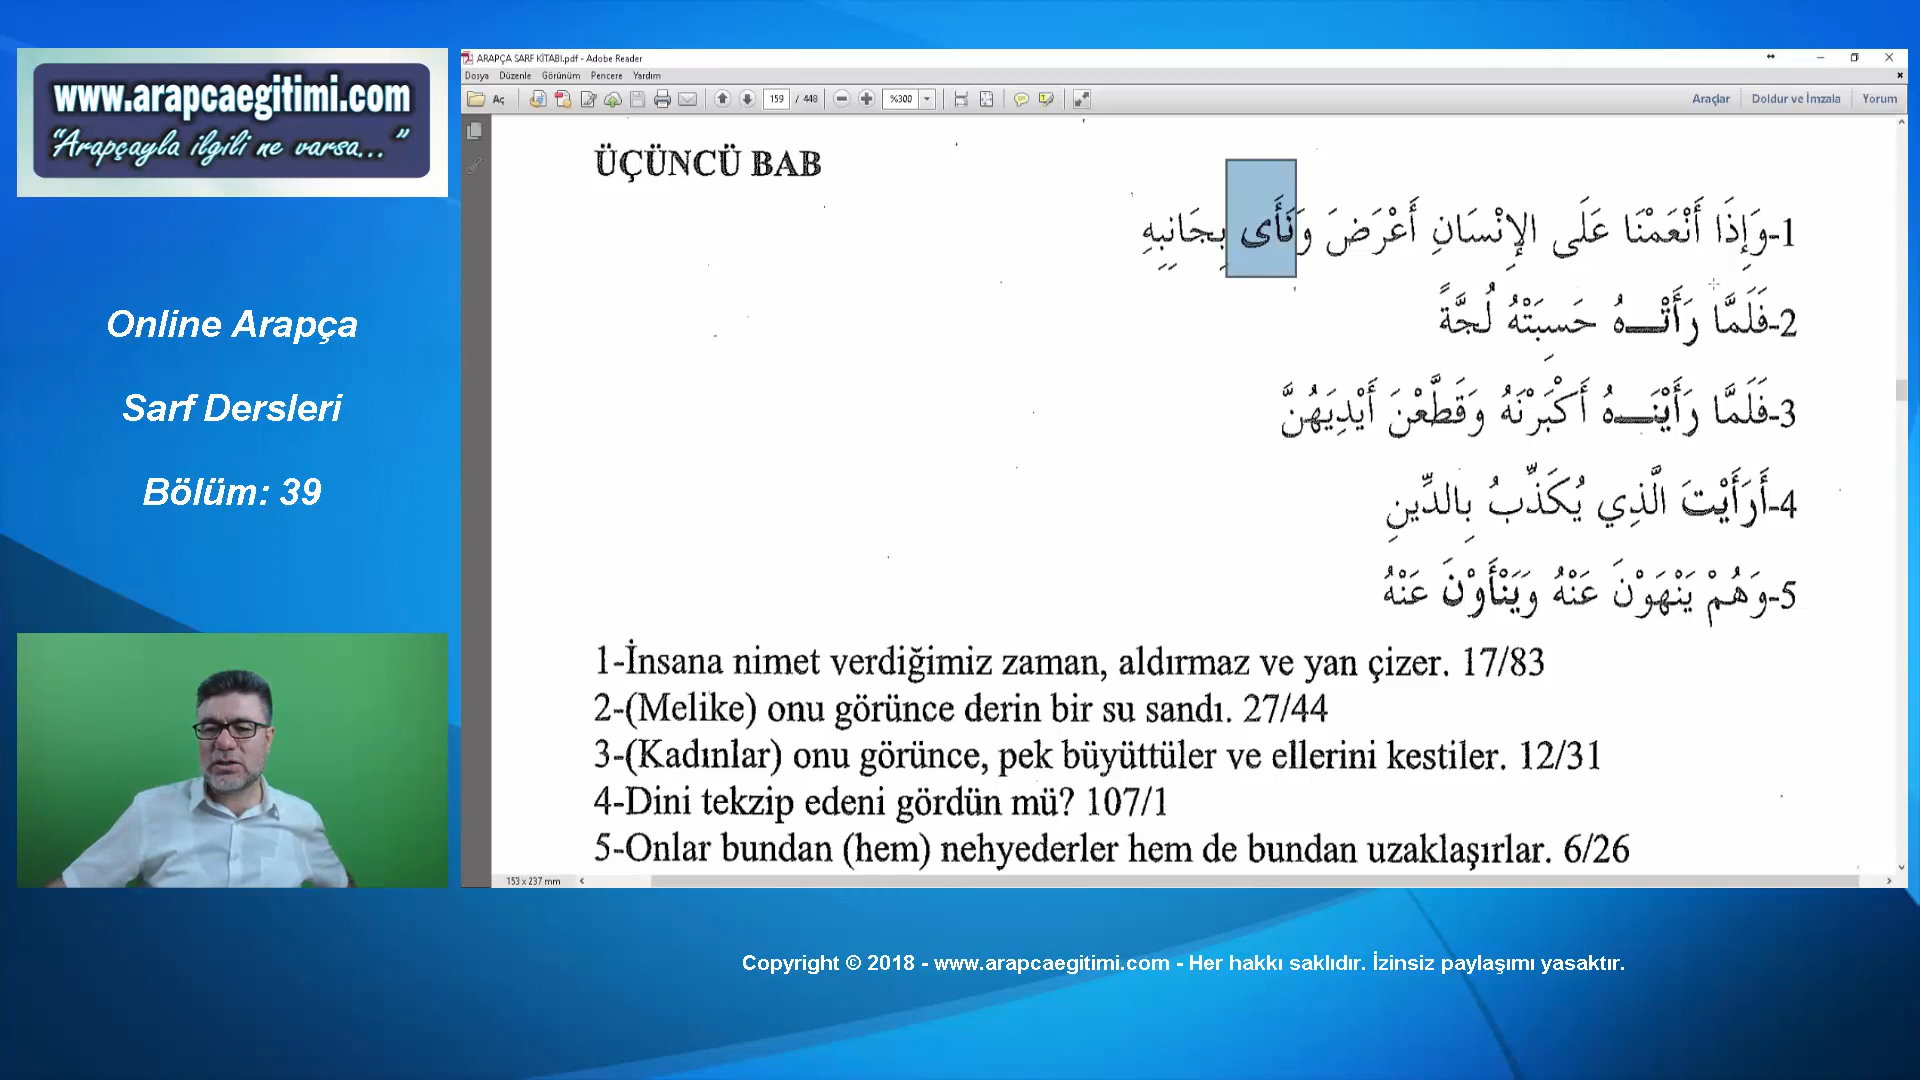 www.arapcaegitimi.com
“Arapçayla ilgili ne varsa...”
Online Arapça
Sarf Dersleri
Bölüm: 39
ARAPÇA SARF KİTABI.pdf - Adobe Reader
Dosya Düzenle Görünüm Pencere Yardım
Aç 159 / 448 %300 Araçlar Doldur ve İmzala Yorum
ÜÇÜNCÜ BAB
1-وَإِذَا أَنْعَمْنَا عَلَى الإِنْسَانِ أَعْرَضَ وَنَأَى بِجَانِبِهِ
2-فَلَمَّا رَأَتْـــهُ حَسِبَتْهُ لُجَّةً
3-فَلَمَّا رَأَيْنَـــهُ أَكْبَرْنَهُ وَقَطَّعْنَ أَيْدِيَهُنَّ
4-أَرَأَيْتَ الَّذِي يُكَذِّبُ بِالدِّينِ
5-وَهُمْ يَنْهَوْنَ عَنْهُ وَيَنْأَوْنَ عَنْهُ
1-İnsana nimet verdiğimiz zaman, aldırmaz ve yan çizer. 17/83
2-(Melike) onu görünce derin bir su sandı. 27/44
3-(Kadınlar) onu görünce, pek büyüttüler ve ellerini kestiler. 12/31
4-Dini tekzip edeni gördün mü? 107/1
5-Onlar bundan (hem) nehyederler hem de bundan uzaklaşırlar. 6/26
153 x 237 mm
Copyright © 2018 - www.arapcaegitimi.com - Her hakkı saklıdır. İzinsiz paylaşımı yasaktır.